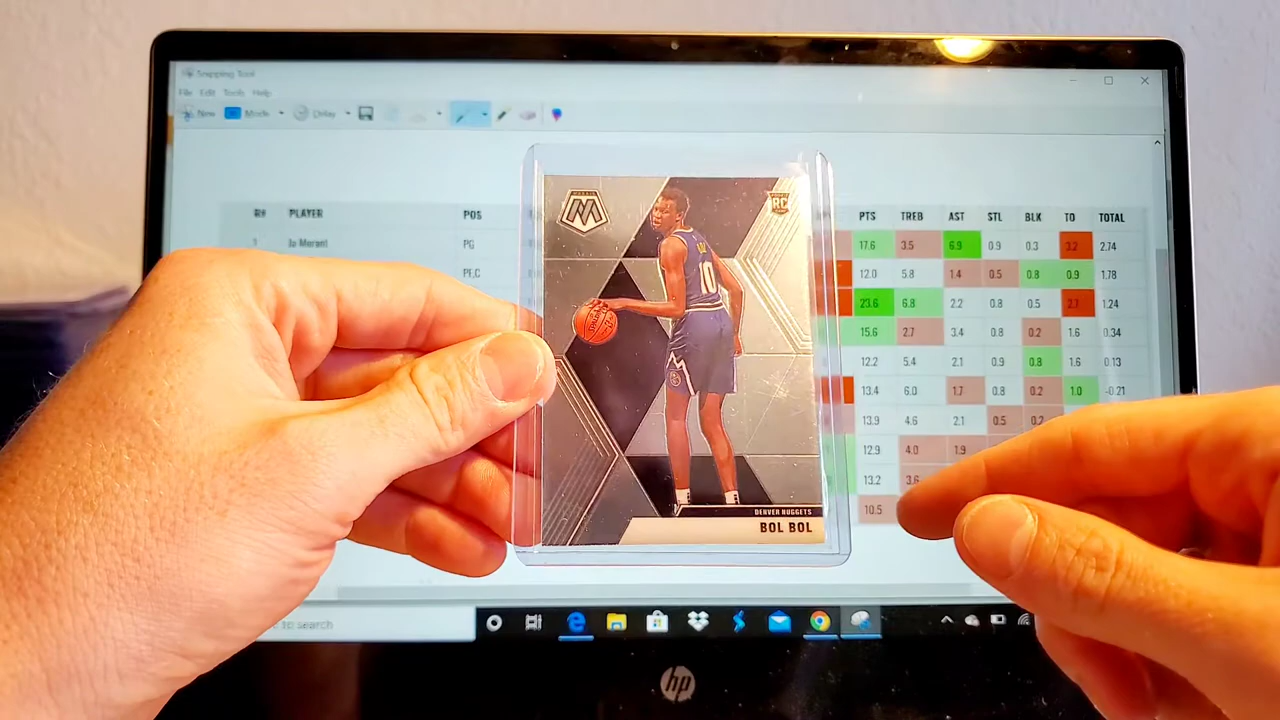 Snipping Tool
File Edit Tools Help
New Mode Delay
R# PLAYER POS PTS TREB AST STL BLK TO TOTAL
1 Ja Morant PG 17.6 3.5 6.9 0.9 0.3 3.2 2.74
PF,C 12.0 5.8 1.4 0.5 0.8 0.9 1.78
23.6 6.8 2.2 0.8 0.5 2.7 1.24
15.6 2.7 3.4 0.8 0.2 1.6 0.34
12.2 5.4 2.1 0.9 0.8 1.6 0.13
13.4 6.0 1.7 0.8 0.2 1.0 -0.21
13.9 4.6 2.1 0.5 0.2
12.9 4.0 1.9
13.2 3.6
10.5
MOSAIC
M
RC
10
SPALDING
DENVER NUGGETS
BOL BOL
to search
hp